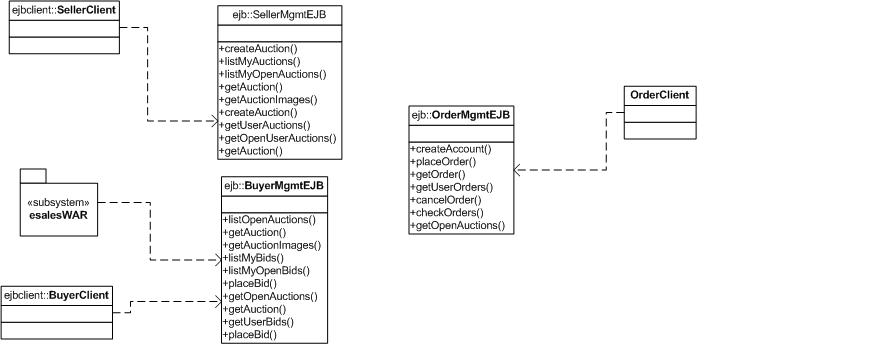 ejbclient::SellerClient
ejb::SellerMgmtEJB
+createAuction()
+listMyAuctions()
+listMyOpenAuctions()
+getAuction()
+getAuctionImages()
+createAuction()
+getUserAuctions()
+getOpenUserAuctions()
+getAuction()
«subsystem»
esalesWAR
ejb::BuyerMgmtEJB
+listOpenAuctions()
+getAuction()
+getAuctionImages()
+listMyBids()
+listMyOpenBids()
+placeBid()
+getOpenAuctions()
+getAuction()
+getUserBids()
+placeBid()
ejbclient::BuyerClient
ejb::OrderMgmtEJB
+createAccount()
+placeOrder()
+getOrder()
+getUserOrders()
+cancelOrder()
+checkOrders()
+getOpenAuctions()
OrderClient